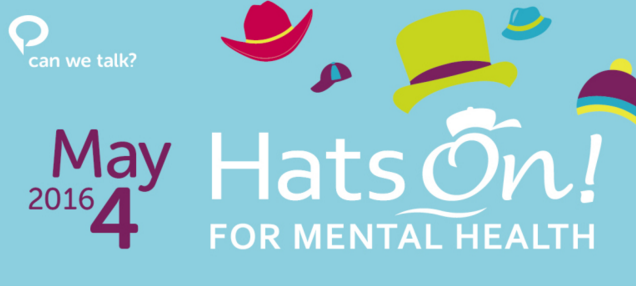 can we talk?
May
2016 4
Hats On!
FOR MENTAL HEALTH